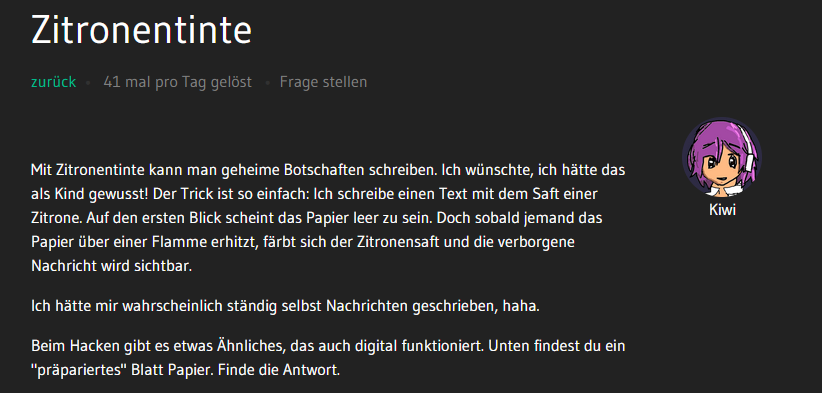 Zitronentinte
zurück • 41 mal pro Tag gelöst • Frage stellen
Mit Zitronentinte kann man geheime Botschaften schreiben. Ich wünschte, ich hätte das
als Kind gewusst! Der Trick ist so einfach: Ich schreibe einen Text mit dem Saft einer
Zitrone. Auf den ersten Blick scheint das Papier leer zu sein. Doch sobald jemand das
Papier über einer Flamme erhitzt, färbt sich der Zitronensaft und die verborgene
Nachricht wird sichtbar.
Kiwi
Ich hätte mir wahrscheinlich ständig selbst Nachrichten geschrieben, haha.
Beim Hacken gibt es etwas Ähnliches, das auch digital funktioniert. Unten findest du ein
"präpariertes" Blatt Papier. Finde die Antwort.